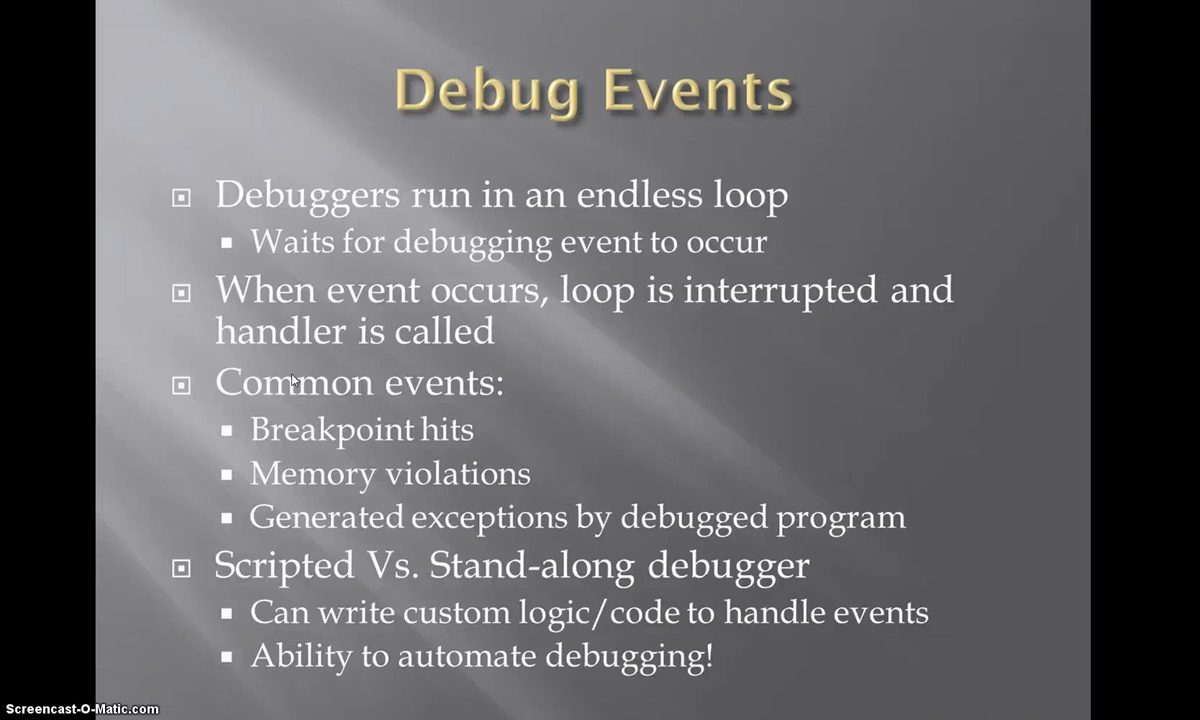 Debug Events
Debuggers run in an endless loop
Waits for debugging event to occur
When event occurs, loop is interrupted and
handler is called
Common events:
Breakpoint hits
Memory violations
Generated exceptions by debugged program
Scripted Vs. Stand-along debugger
Can write custom logic/code to handle events
Ability to automate debugging!
Screencast-O-Matic.com